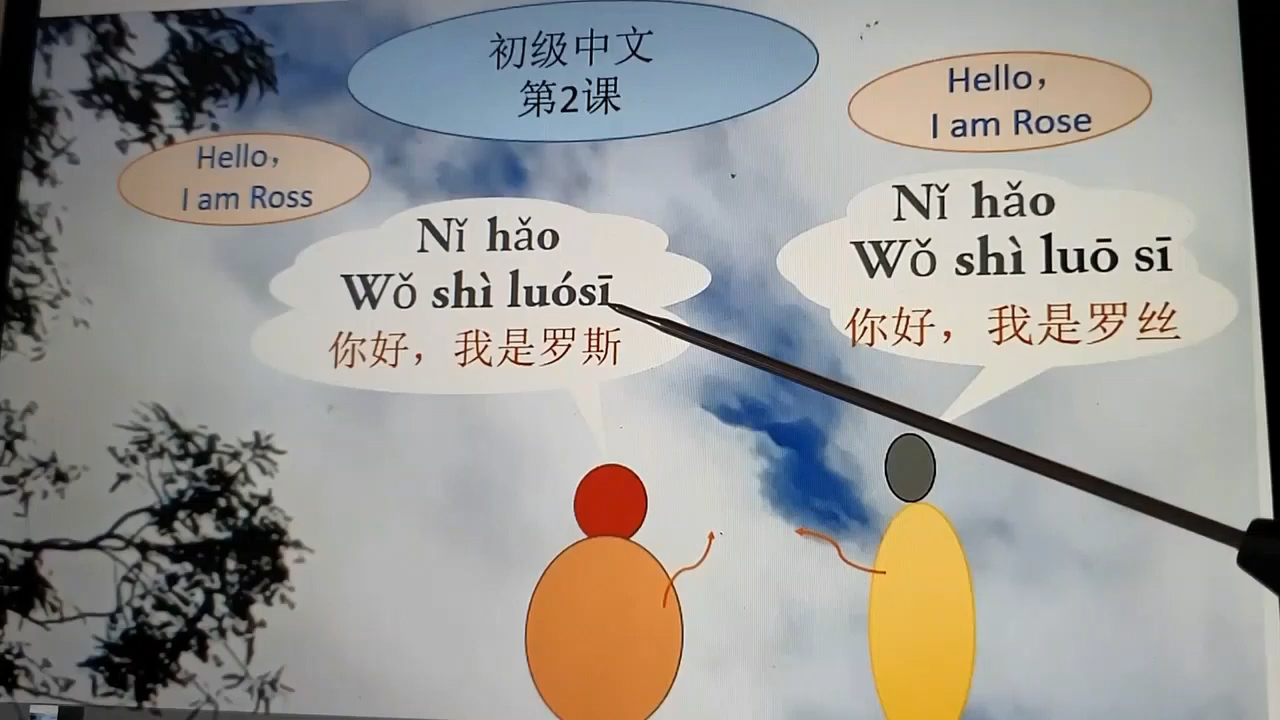 初级中文
第2课
Hello,
I am Rose
Hello,
I am Ross
Nǐ hǎo
Wǒ shì luósī
你好，我是罗斯
Nǐ hǎo
Wǒ shì luō sī
你好，我是罗丝